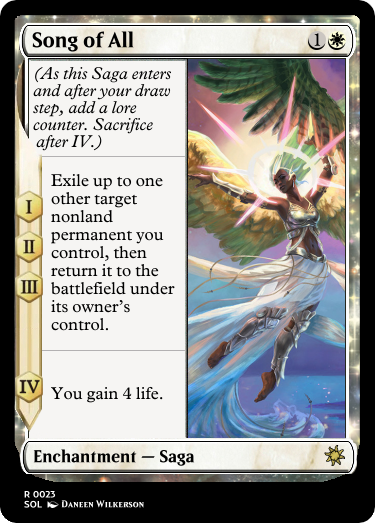 Song of All 1
(As this Saga enters
and after your draw
step, add a lore
counter. Sacrifice
after IV.)
I
II
III
Exile up to one
other target
nonland
permanent you
control, then
return it to the
battlefield under
its owner's
control.
IV
You gain 4 life.
Enchantment — Saga
R 0023
SOL DANEEN WILKERSON